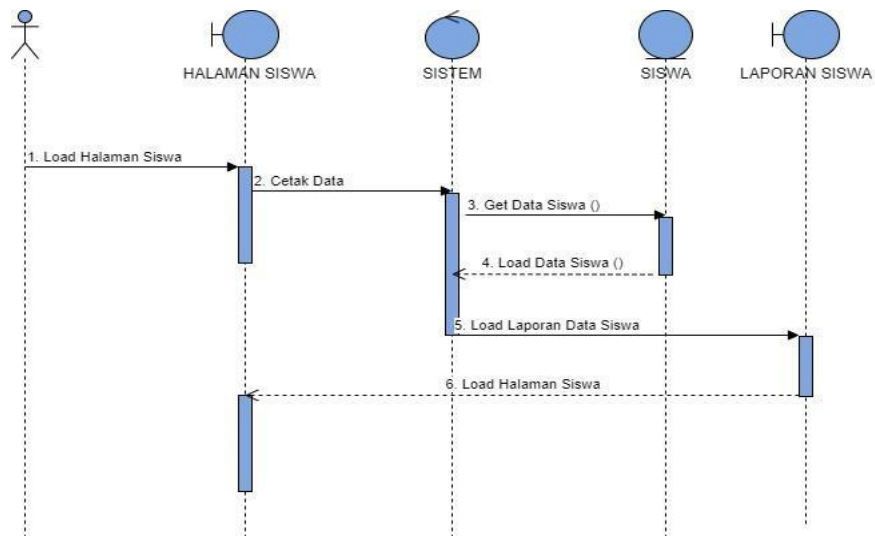 HALAMAN SISWA
SISTEM
SISWA
LAPORAN SISWA
1. Load Halaman Siswa
2. Cetak Data
3. Get Data Siswa ()
4. Load Data Siswa ()
5. Load Laporan Data Siswa
6. Load Halaman Siswa